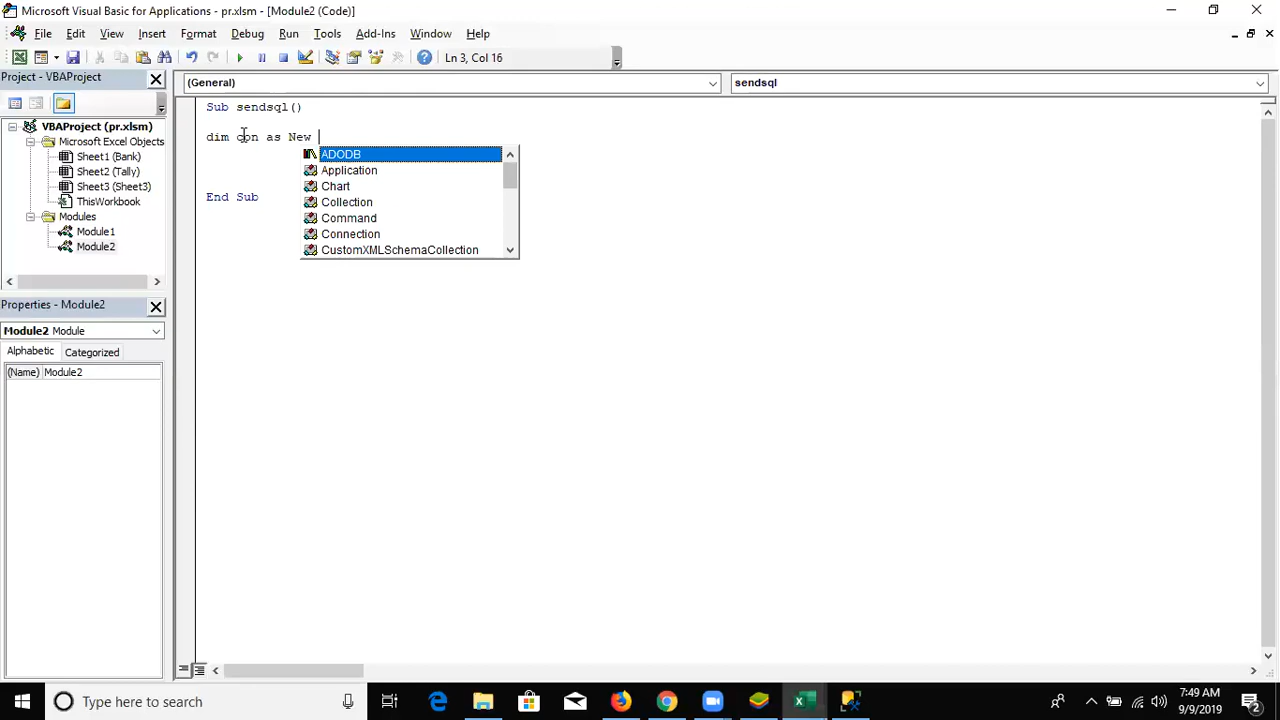 Microsoft Visual Basic for Applications - pr.xlsm - [Module2 (Code)]
File Edit View Insert Format Debug Run Tools Add-Ins Window Help
Ln 3, Col 16
Project - VBAProject
(General)
sendsql
VBAProject (pr.xlsm)
Microsoft Excel Objects
Sheet1 (Bank)
Sheet2 (Tally)
Sheet3 (Sheet3)
ThisWorkbook
Modules
Module1
Module2
Sub sendsql()
dim con as New
ADODB
Application
Chart
Collection
Command
Connection
CustomXMLSchemaCollection
End Sub
Properties - Module2
Module2 Module
Alphabetic Categorized
(Name) Module2
Type here to search
7:49 AM
9/9/2019
2